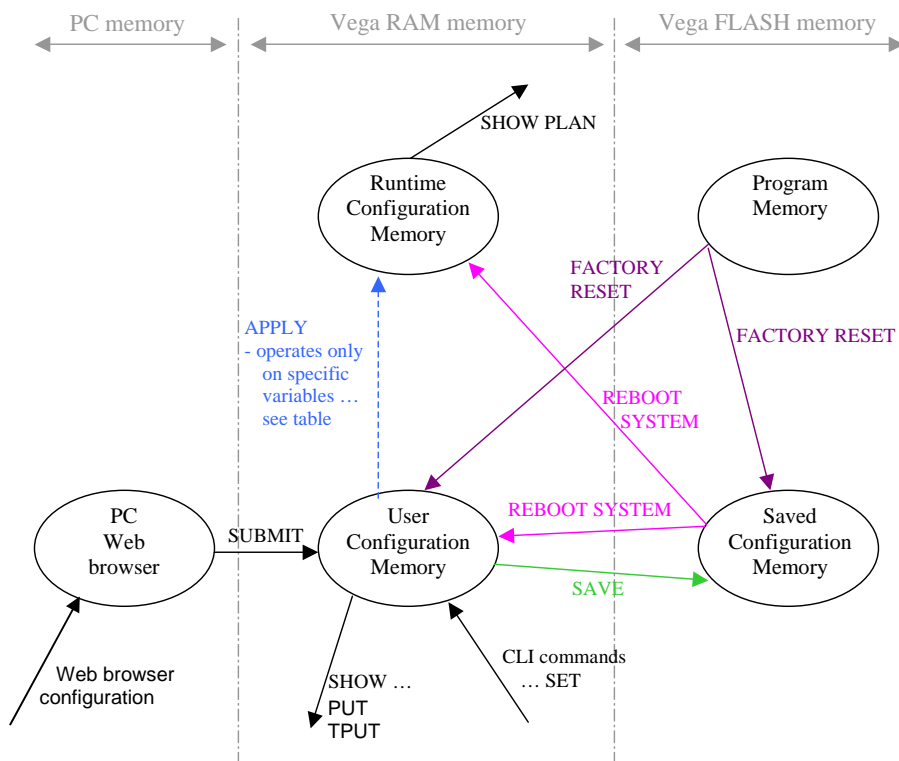 PC memory
Vega RAM memory
Vega FLASH memory
SHOW PLAN
Runtime
Configuration
Memory
Program
Memory
FACTORY
RESET
FACTORY RESET
APPLY
- operates only
on specific
variables …
see table
REBOOT
SYSTEM
PC
Web
browser
SUBMIT
User
Configuration
Memory
REBOOT SYSTEM
SAVE
Saved
Configuration
Memory
Web browser
configuration
SHOW …
PUT
TPUT
CLI commands
… SET